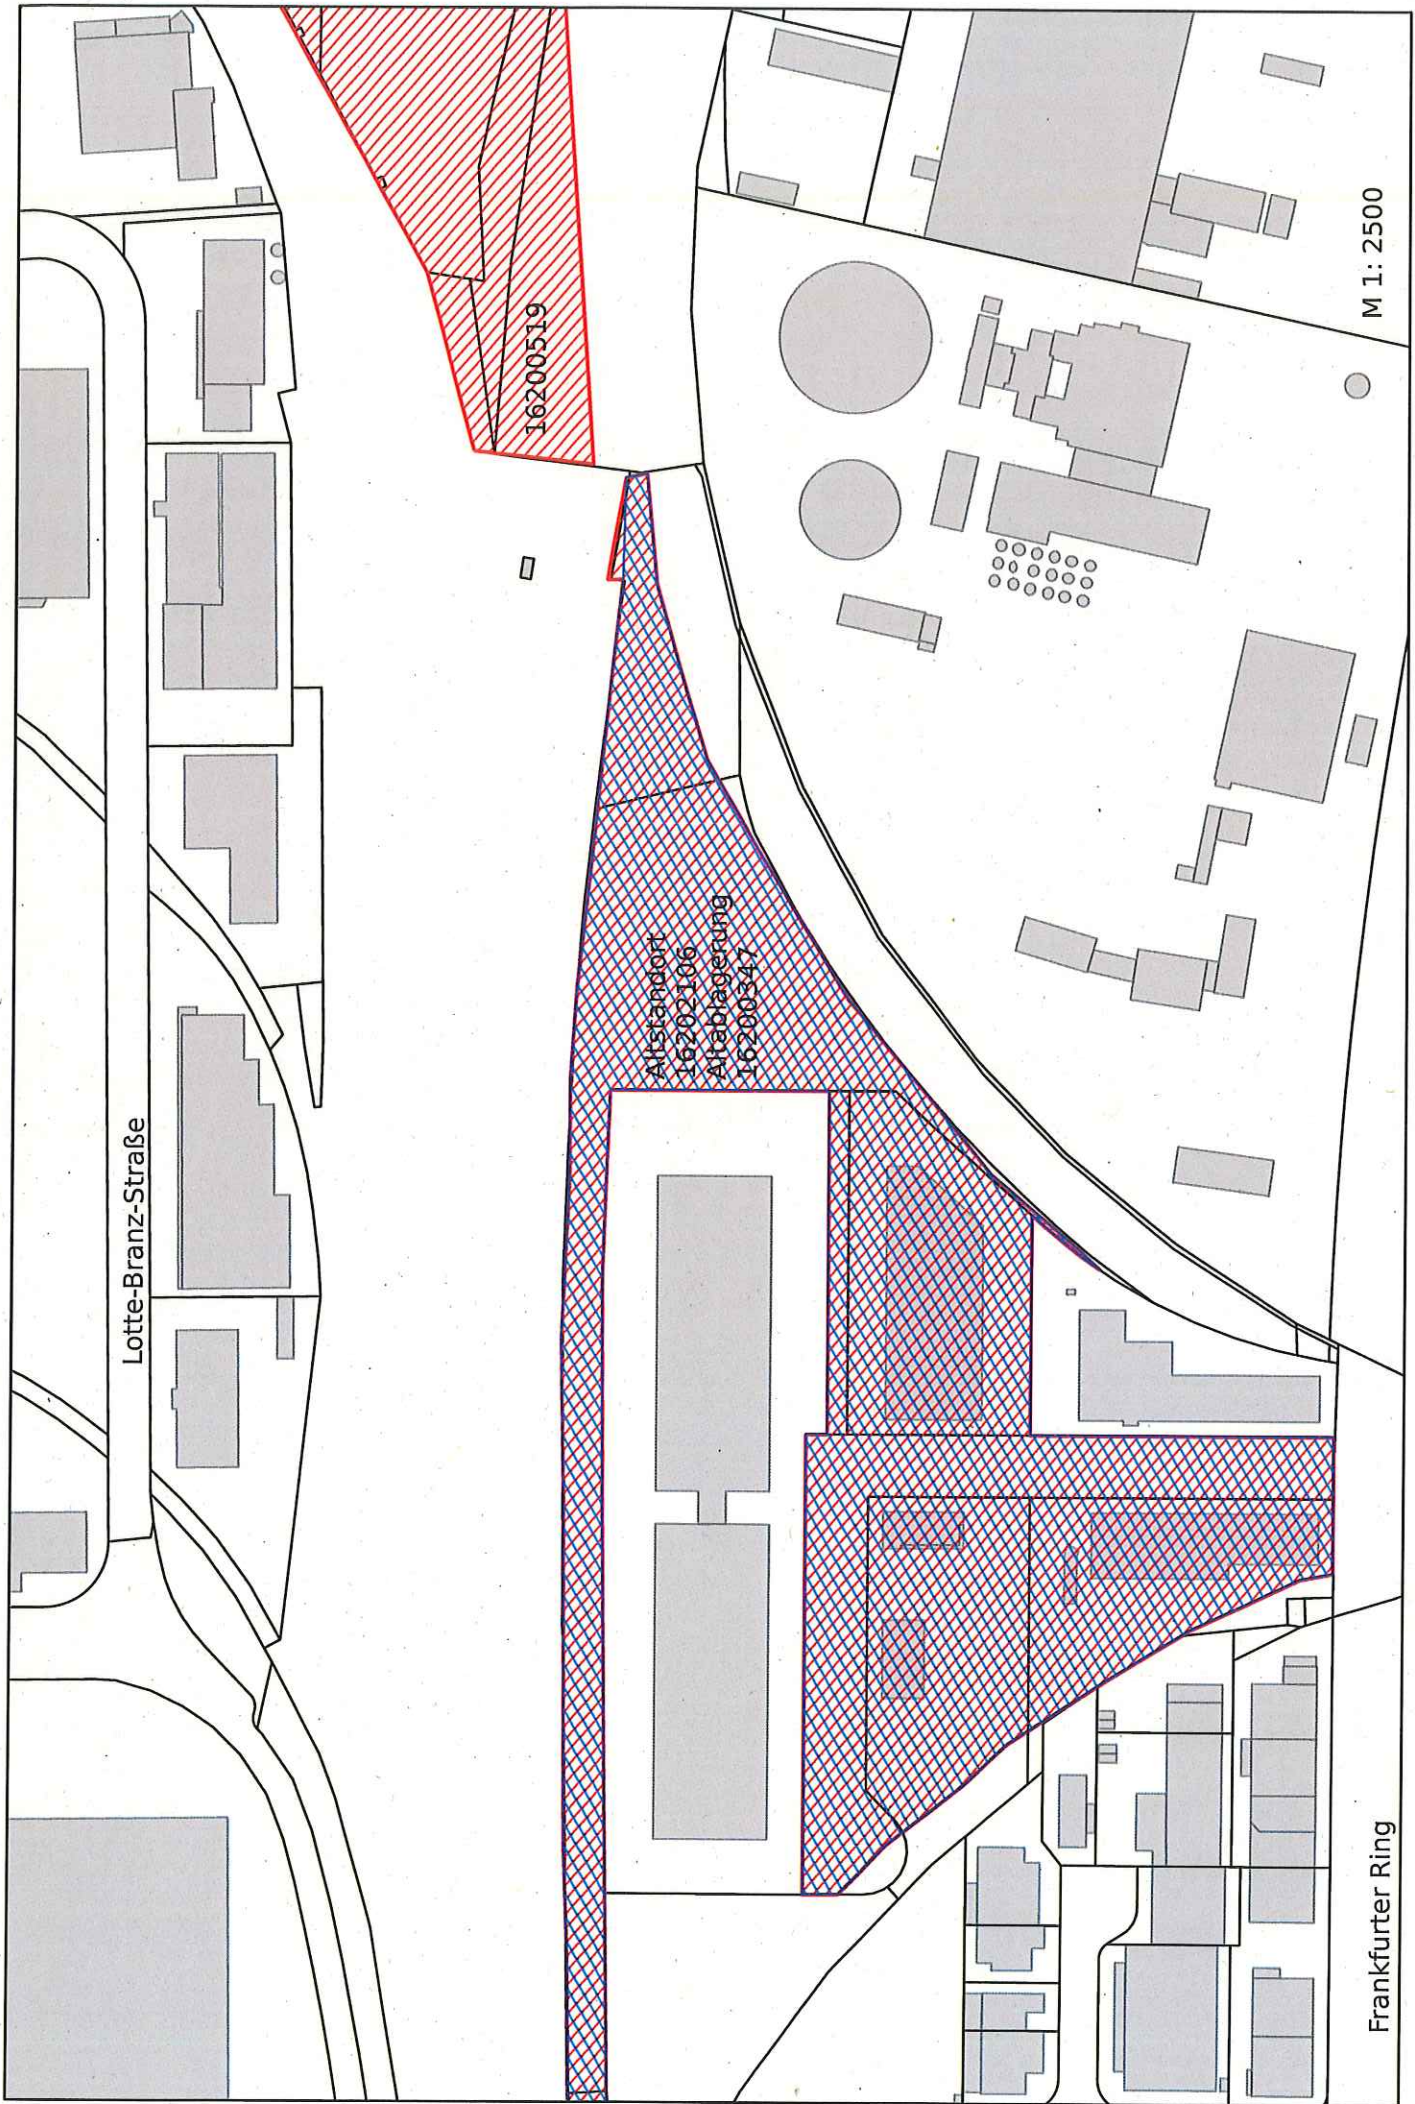 Lotte-Branz-Straße
16200519
Altstandort
16202106
Altablagerung
16200347
M 1: 2500
Frankfurter Ring